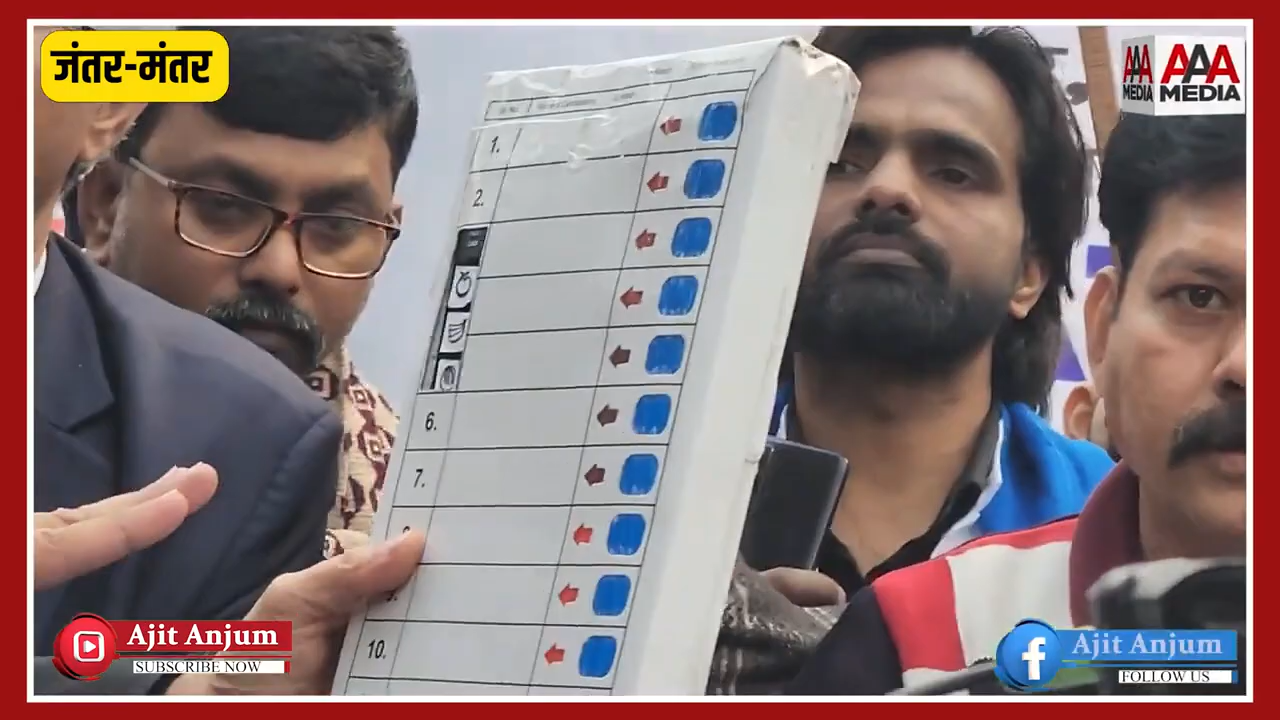 जंतर-मंतर
AAA
MEDIA
AAA
MEDIA
1.
2.
6.
7.
10.
Ajit Anjum
SUBSCRIBE NOW
f
Ajit Anjum
FOLLOW US